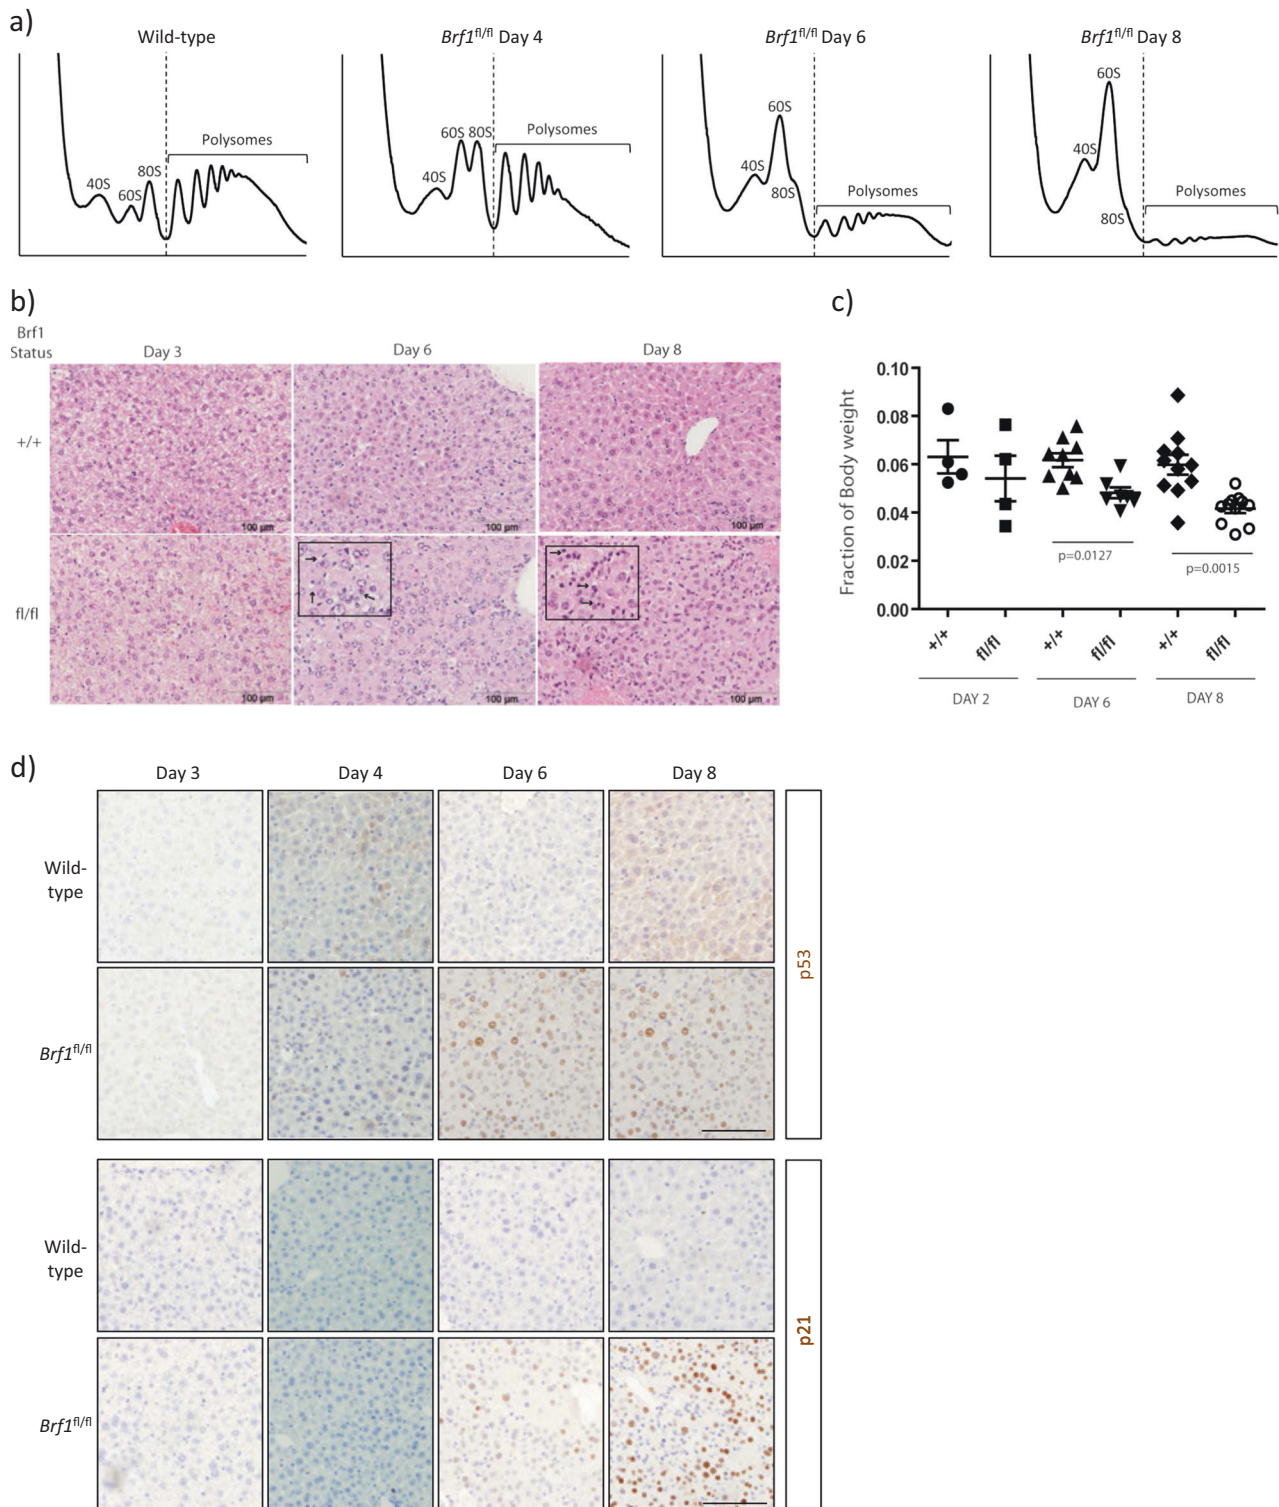 a)
Wild-type
Brf1fl/fl Day 4
Brf1fl/fl Day 6
Brf1fl/fl Day 8
40S
60S
80S
Polysomes
40S
60S
80S
Polysomes
40S
60S
80S
Polysomes
40S
60S
80S
Polysomes
b)
Brf1
Status
Day 3
Day 6
Day 8
+/+
100 µm
100 µm
100 µm
fl/fl
100 µm
100 µm
100 µm
c)
Fraction of Body weight
0.10
0.08
0.06
0.04
0.02
0.00
p=0.0127
p=0.0015
+/+
fl/fl
+/+
fl/fl
+/+
fl/fl
DAY 2
DAY 6
DAY 8
d)
Day 3
Day 4
Day 6
Day 8
Wild-
type
Brf1fl/fl
p53
Wild-
type
Brf1fl/fl
p21